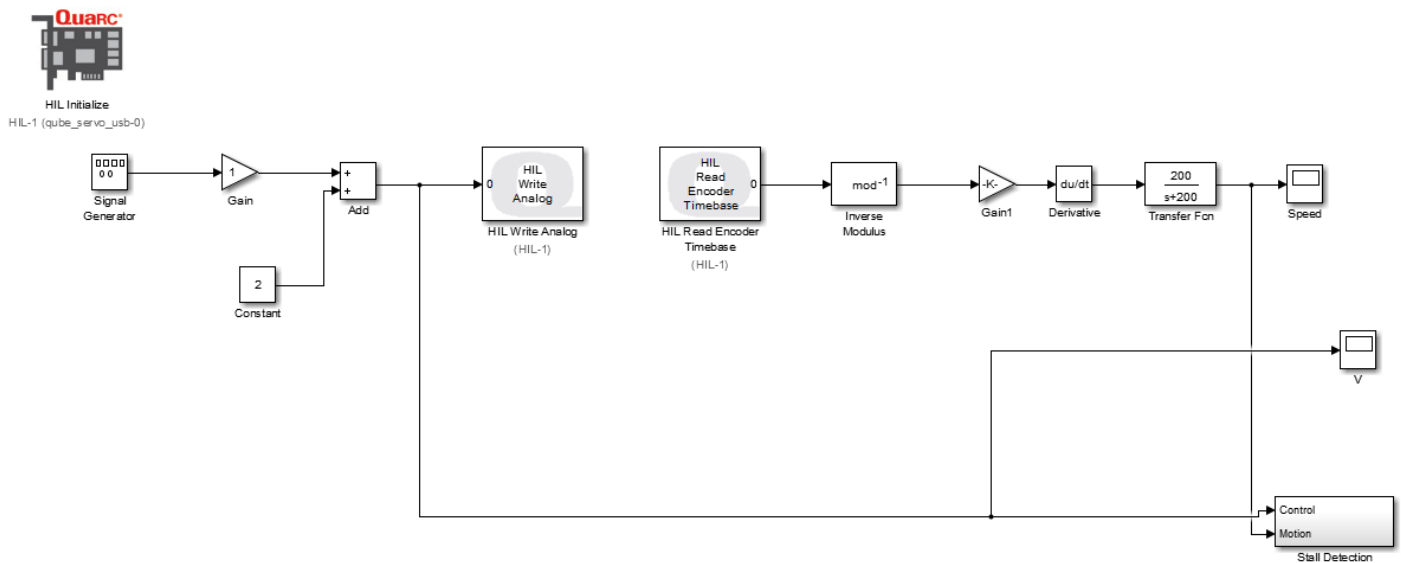 QUARC
HIL Initialize
HIL-1 (qube_servo_usb-0)
Signal
Generator
1
Gain
+
+
Add
2
Constant
0
HIL
Write
Analog
HIL Write Analog
(HIL-1)
HIL
Read
Encoder
Timebase
0
HIL Read Encoder
Timebase
(HIL-1)
mod-1
Inverse
Modulus
-K-
Gain1
du/dt
Derivative
200
s+200
Transfer Fcn
Speed
V
Control
Motion
Stall Detection